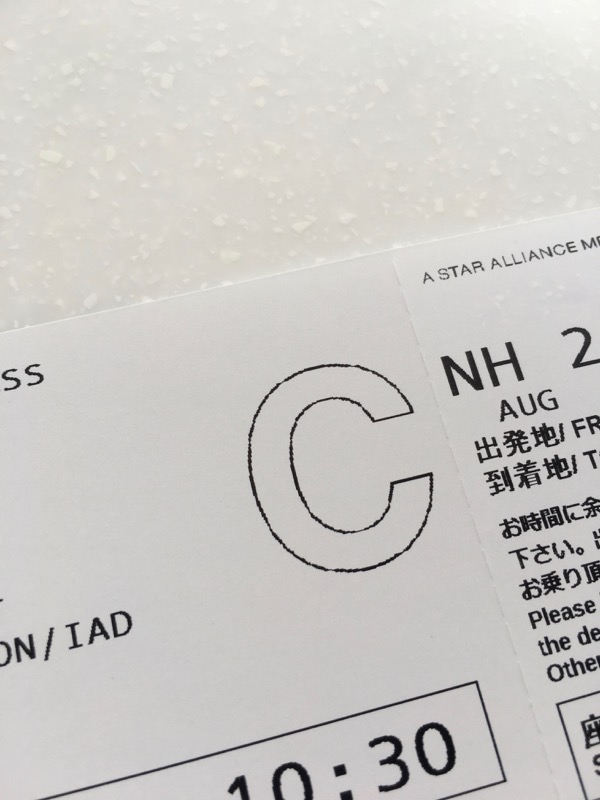 A STAR ALLIANCE
SS
C
NH 2
AUG
出発地/ FR
到着地/ T
お時間に余
下さい。
お乗り頂
Please
the de
Other
ON/IAD
10:30